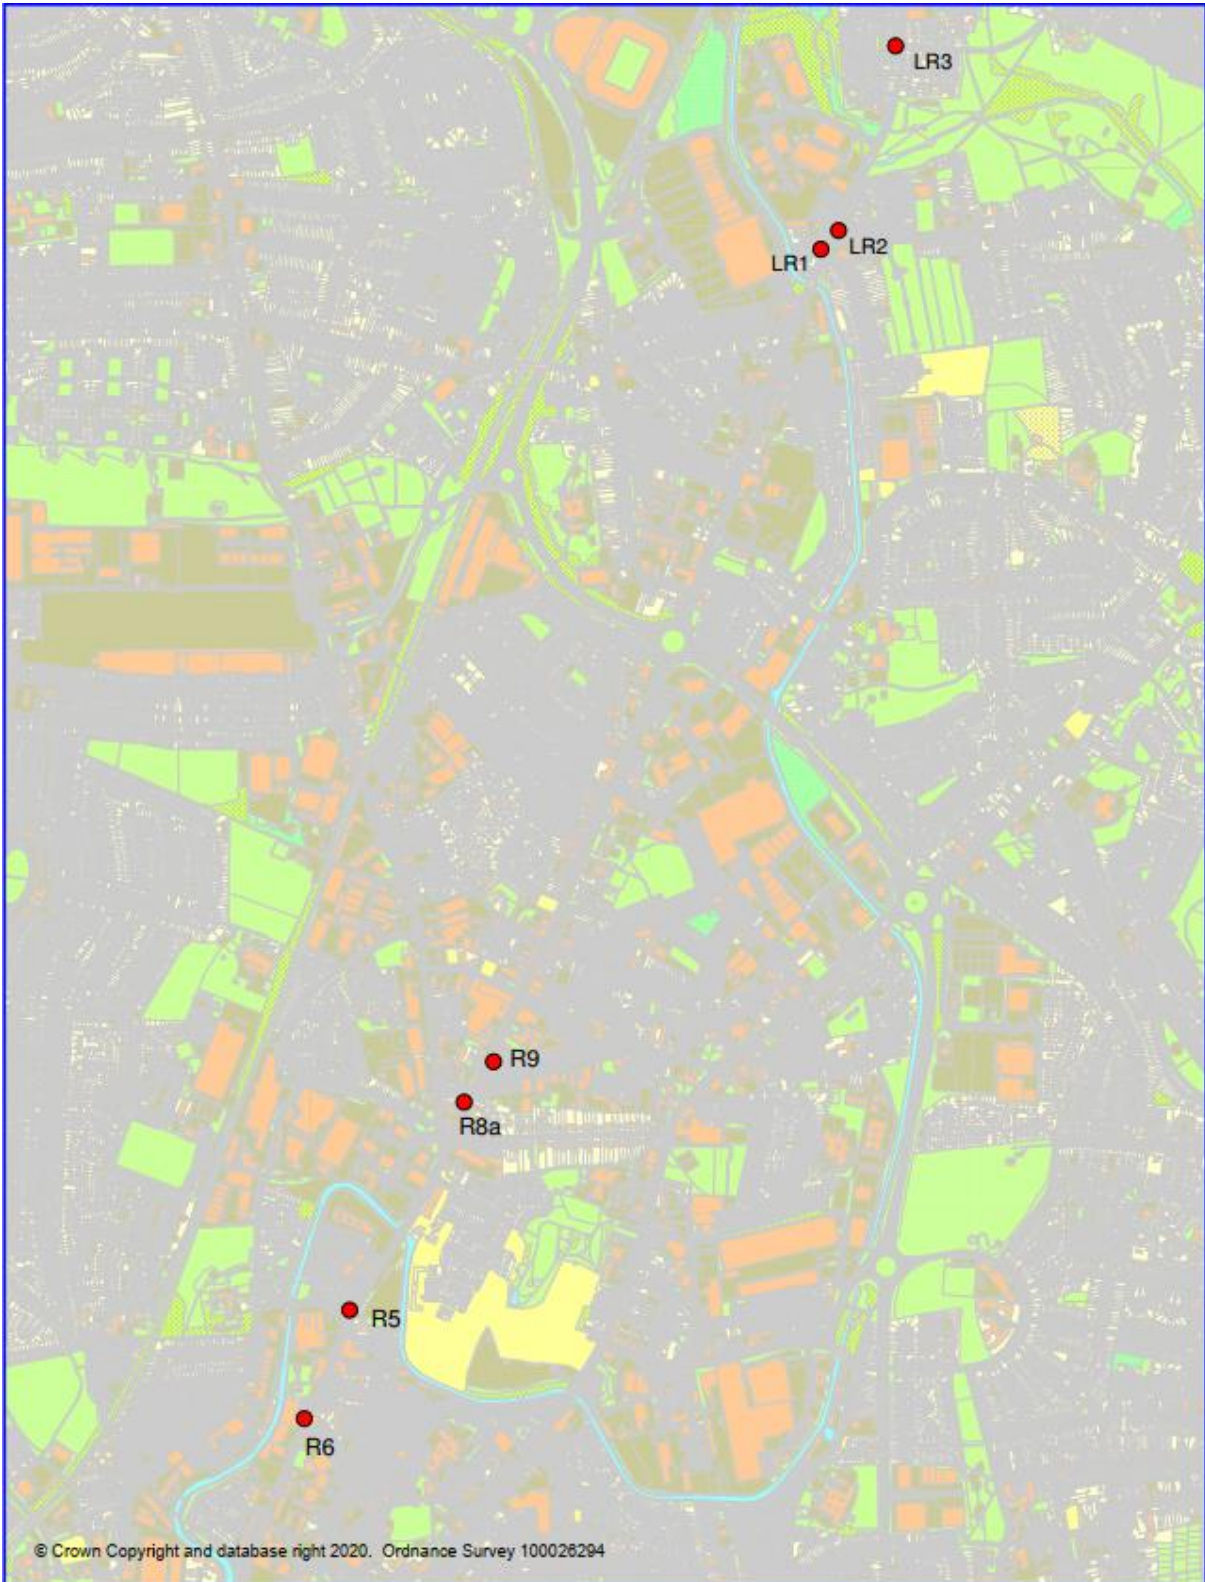 LR3
LR2
LR1
R9
R8a
R5
R6
© Crown Copyright and database right 2020. Ordnance Survey 100026294